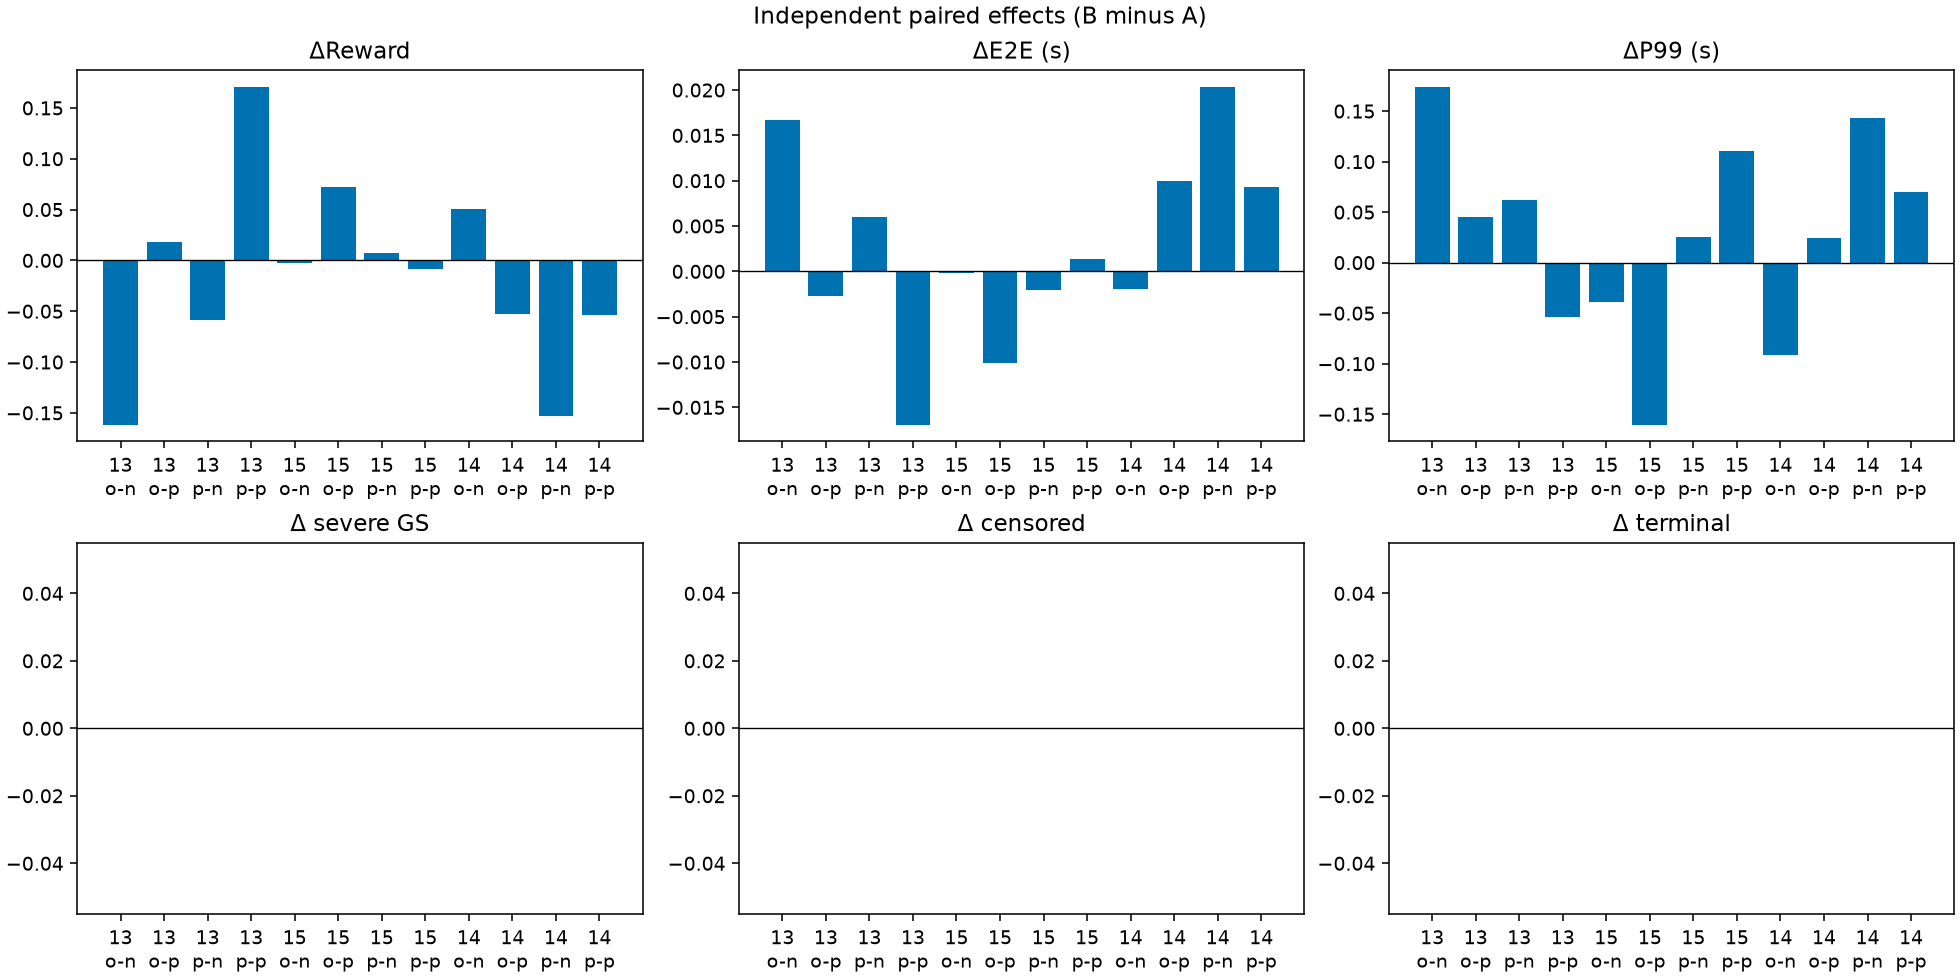 Independent paired effects (B minus A)
ΔReward
0.15
0.10
0.05
0.00
−0.05
−0.10
−0.15
13 13 13 13 15 15 15 15 14 14 14 14
o-n o-p p-n p-p o-n o-p p-n p-p o-n o-p p-n p-p
ΔE2E (s)
0.020
0.015
0.010
0.005
0.000
−0.005
−0.010
−0.015
13 13 13 13 15 15 15 15 14 14 14 14
o-n o-p p-n p-p o-n o-p p-n p-p o-n o-p p-n p-p
ΔP99 (s)
0.15
0.10
0.05
0.00
−0.05
−0.10
−0.15
13 13 13 13 15 15 15 15 14 14 14 14
o-n o-p p-n p-p o-n o-p p-n p-p o-n o-p p-n p-p
Δ severe GS
0.04
0.02
0.00
−0.02
−0.04
13 13 13 13 15 15 15 15 14 14 14 14
o-n o-p p-n p-p o-n o-p p-n p-p o-n o-p p-n p-p
Δ censored
0.04
0.02
0.00
−0.02
−0.04
13 13 13 13 15 15 15 15 14 14 14 14
o-n o-p p-n p-p o-n o-p p-n p-p o-n o-p p-n p-p
Δ terminal
0.04
0.02
0.00
−0.02
−0.04
13 13 13 13 15 15 15 15 14 14 14 14
o-n o-p p-n p-p o-n o-p p-n p-p o-n o-p p-n p-p